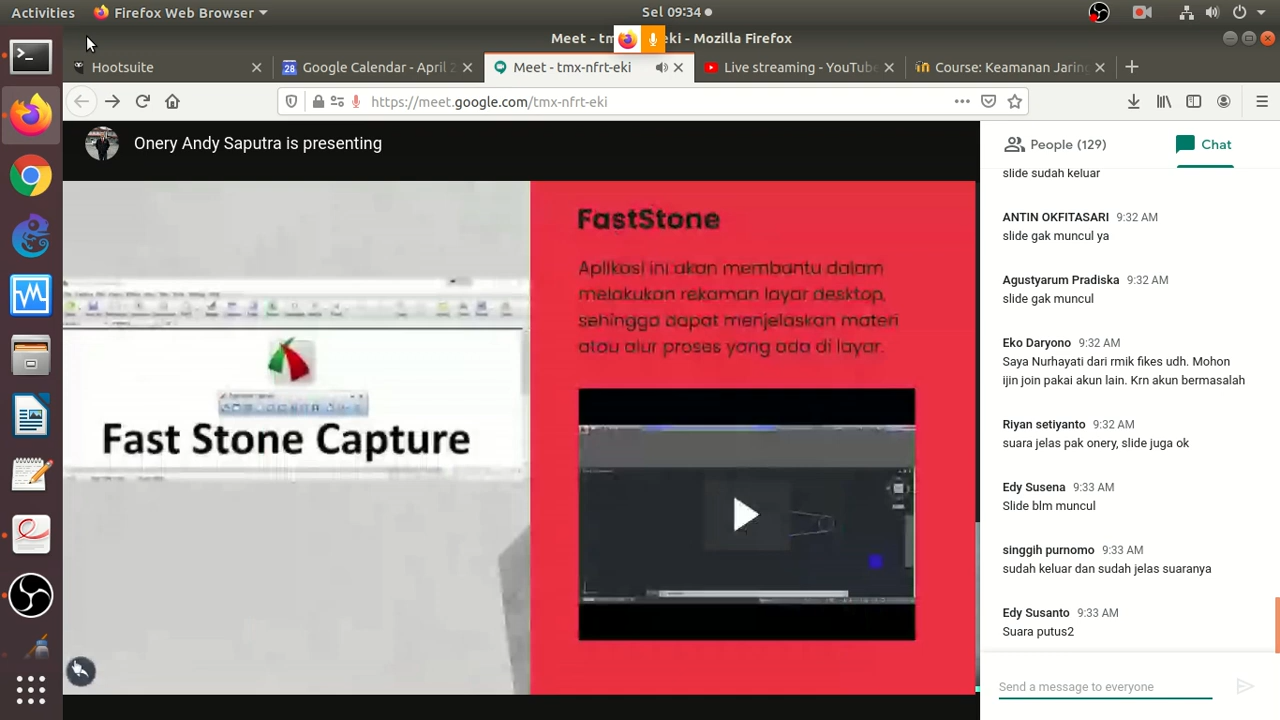 Activities
Firefox Web Browser
Sel 09:34
Meet - tm
eki - Mozilla Firefox
Hootsuite
Google Calendar - April 2
Meet - tmx-nfrt-eki
Live streaming - YouTube
Course: Keamanan Jaring
https://meet.google.com/tmx-nfrt-eki
Onery Andy Saputra is presenting
Fast Stone Capture
FastStone
Aplikasi ini akan membantu dalam
melakukan rekaman layar desktop,
sehingga dapat menjelaskan materi
atau alur proses yang ada di layar.
People (129)
Chat
slide sudah keluar
ANTIN OKFITASARI 9:32 AM
slide gak muncul ya
Agustyarum Pradiska 9:32 AM
slide gak muncul
Eko Daryono 9:32 AM
Saya Nurhayati dari rmik fikes udh. Mohon
ijin join pakai akun lain. Krn akun bermasalah
Riyan setiyanto 9:32 AM
suara jelas pak onery, slide juga ok
Edy Susena 9:33 AM
Slide blm muncul
singgih purnomo 9:33 AM
sudah keluar dan sudah jelas suaranya
Edy Susanto 9:33 AM
Suara putus2
Send a message to everyone